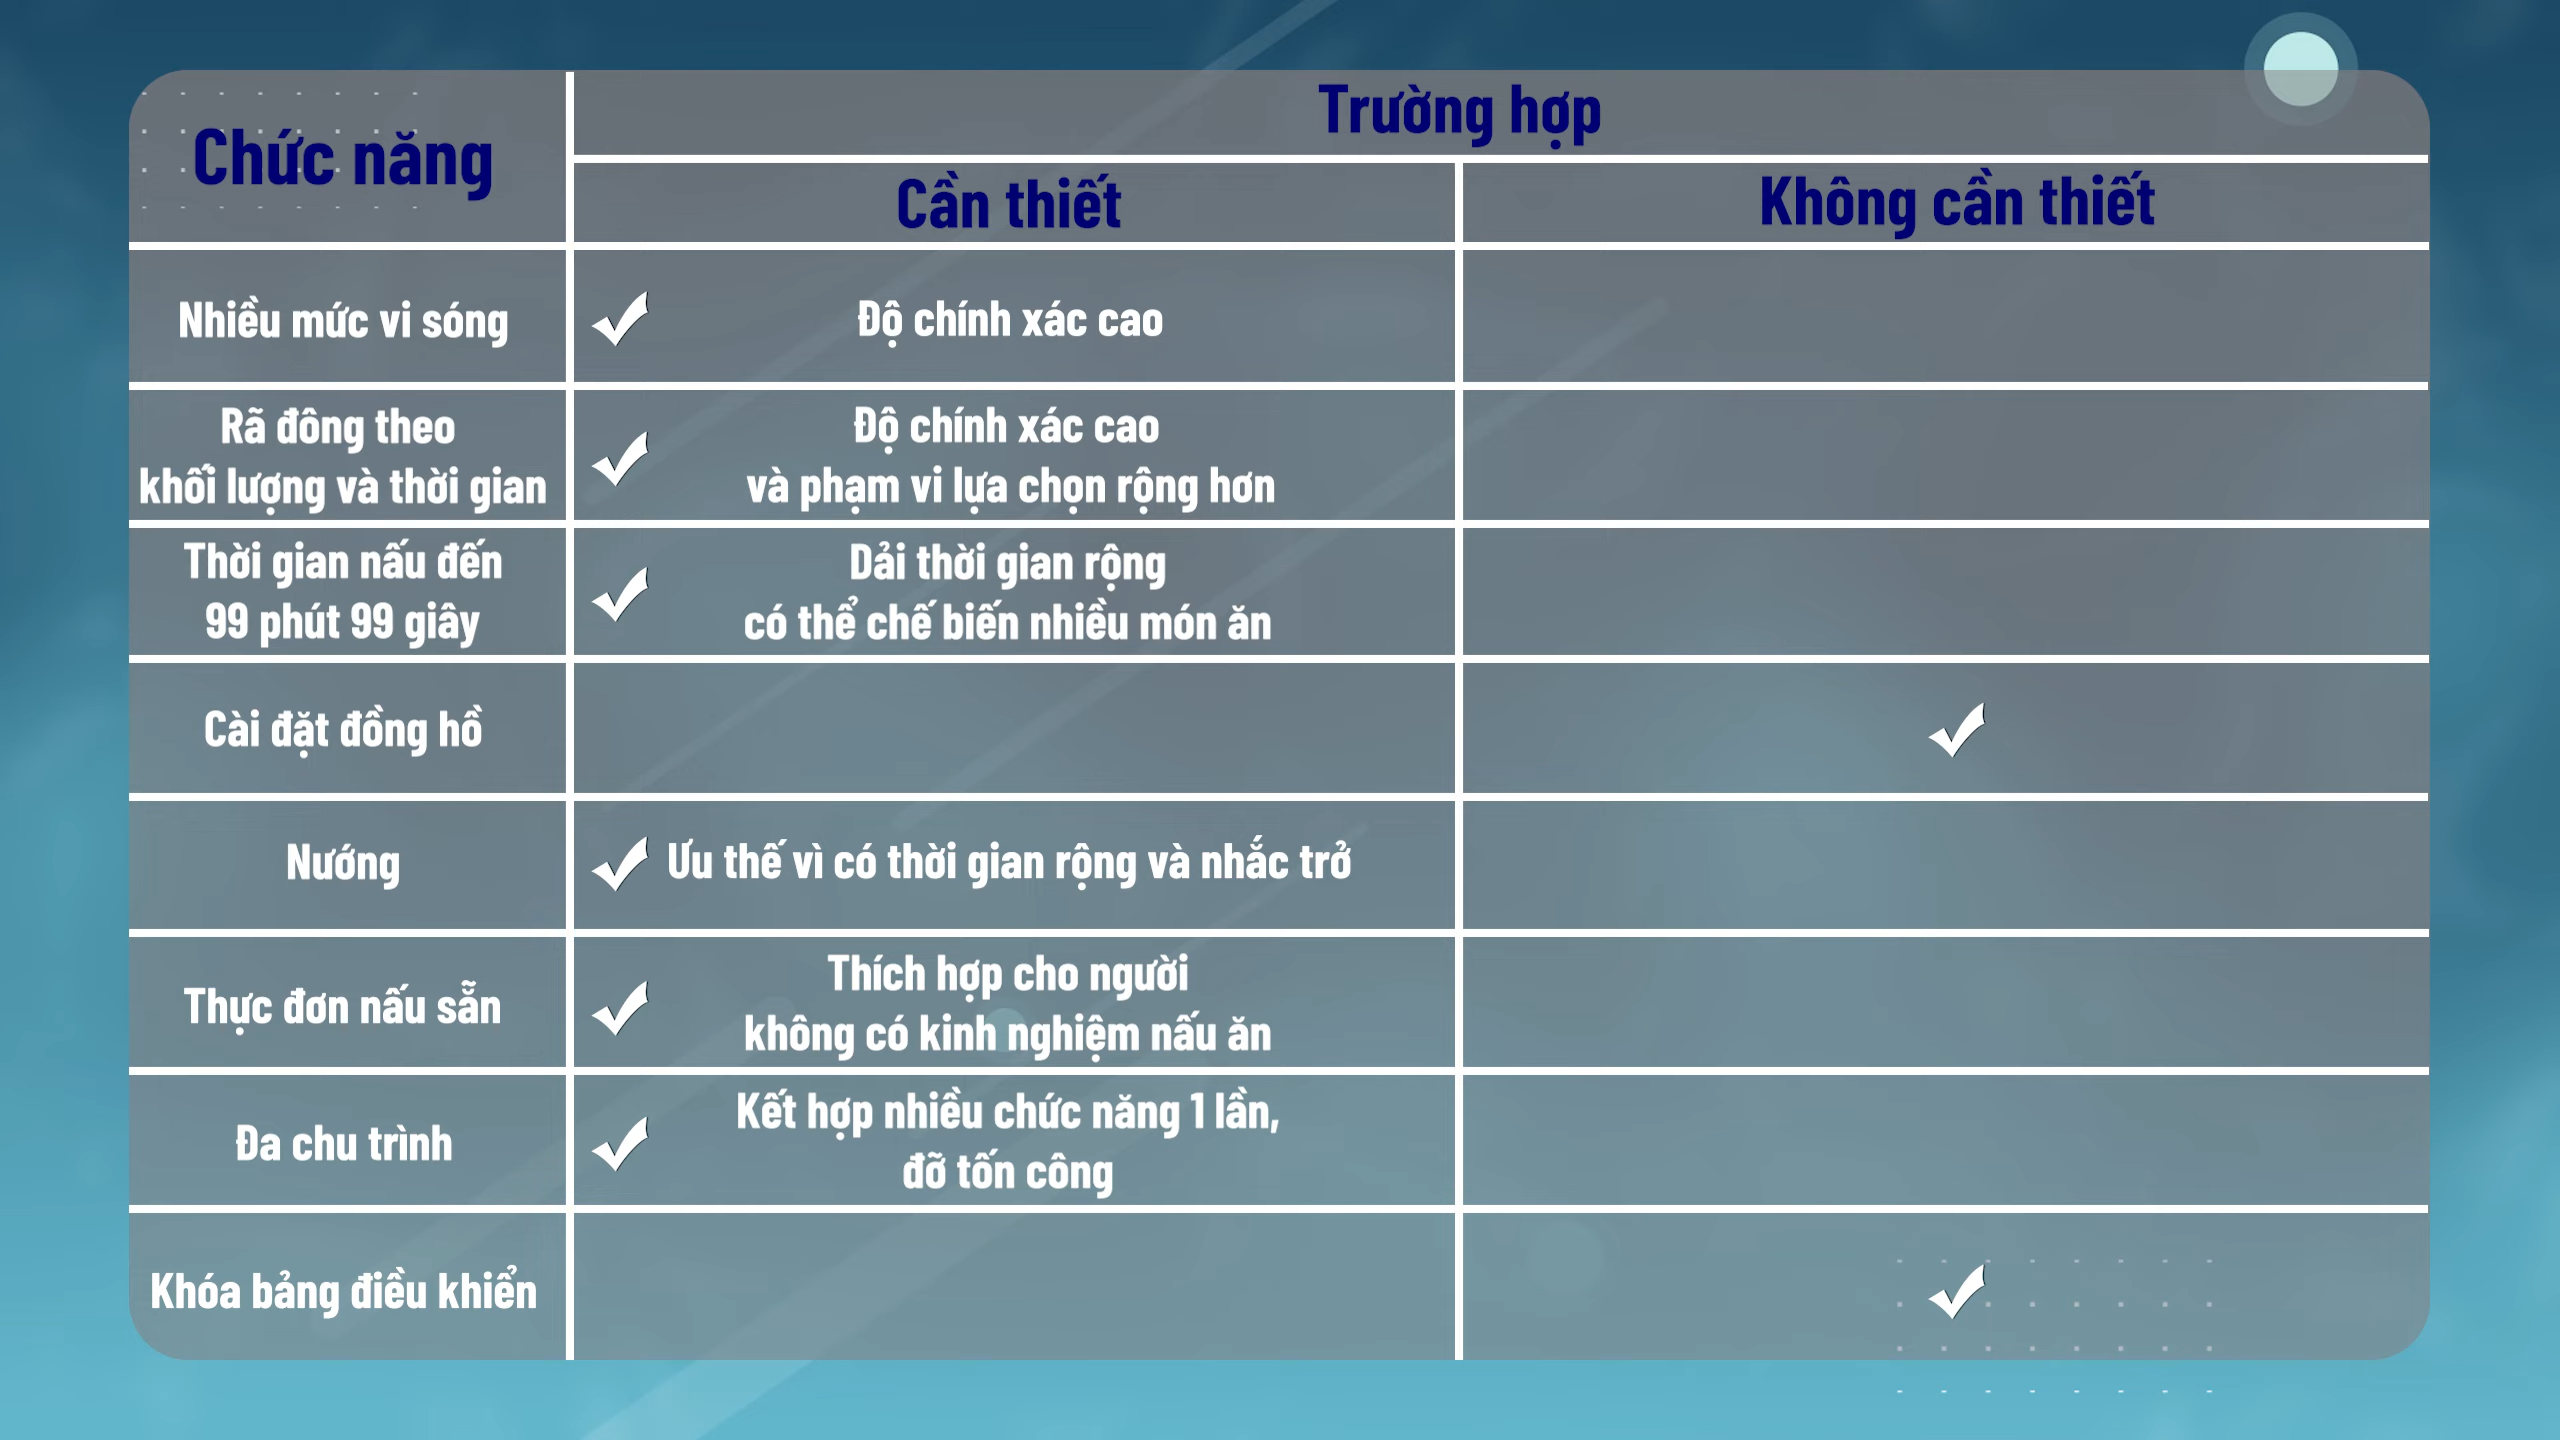 Chức năng
Trường hợp
Cần thiết
Không cần thiết
Nhiều mức vi sóng
Độ chính xác cao
Rã đông theo
khối lượng và thời gian
Độ chính xác cao
và phạm vi lựa chọn rộng hơn
Thời gian nấu đến
99 phút 99 giây
Dải thời gian rộng
có thể chế biến nhiều món ăn
Cài đặt đồng hồ
Nướng
Ưu thế vì có thời gian rộng và nhắc trở
Thực đơn nấu sẵn
Thích hợp cho người
không có kinh nghiệm nấu ăn
Đa chu trình
Kết hợp nhiều chức năng 1 lần,
đỡ tốn công
Khóa bảng điều khiển